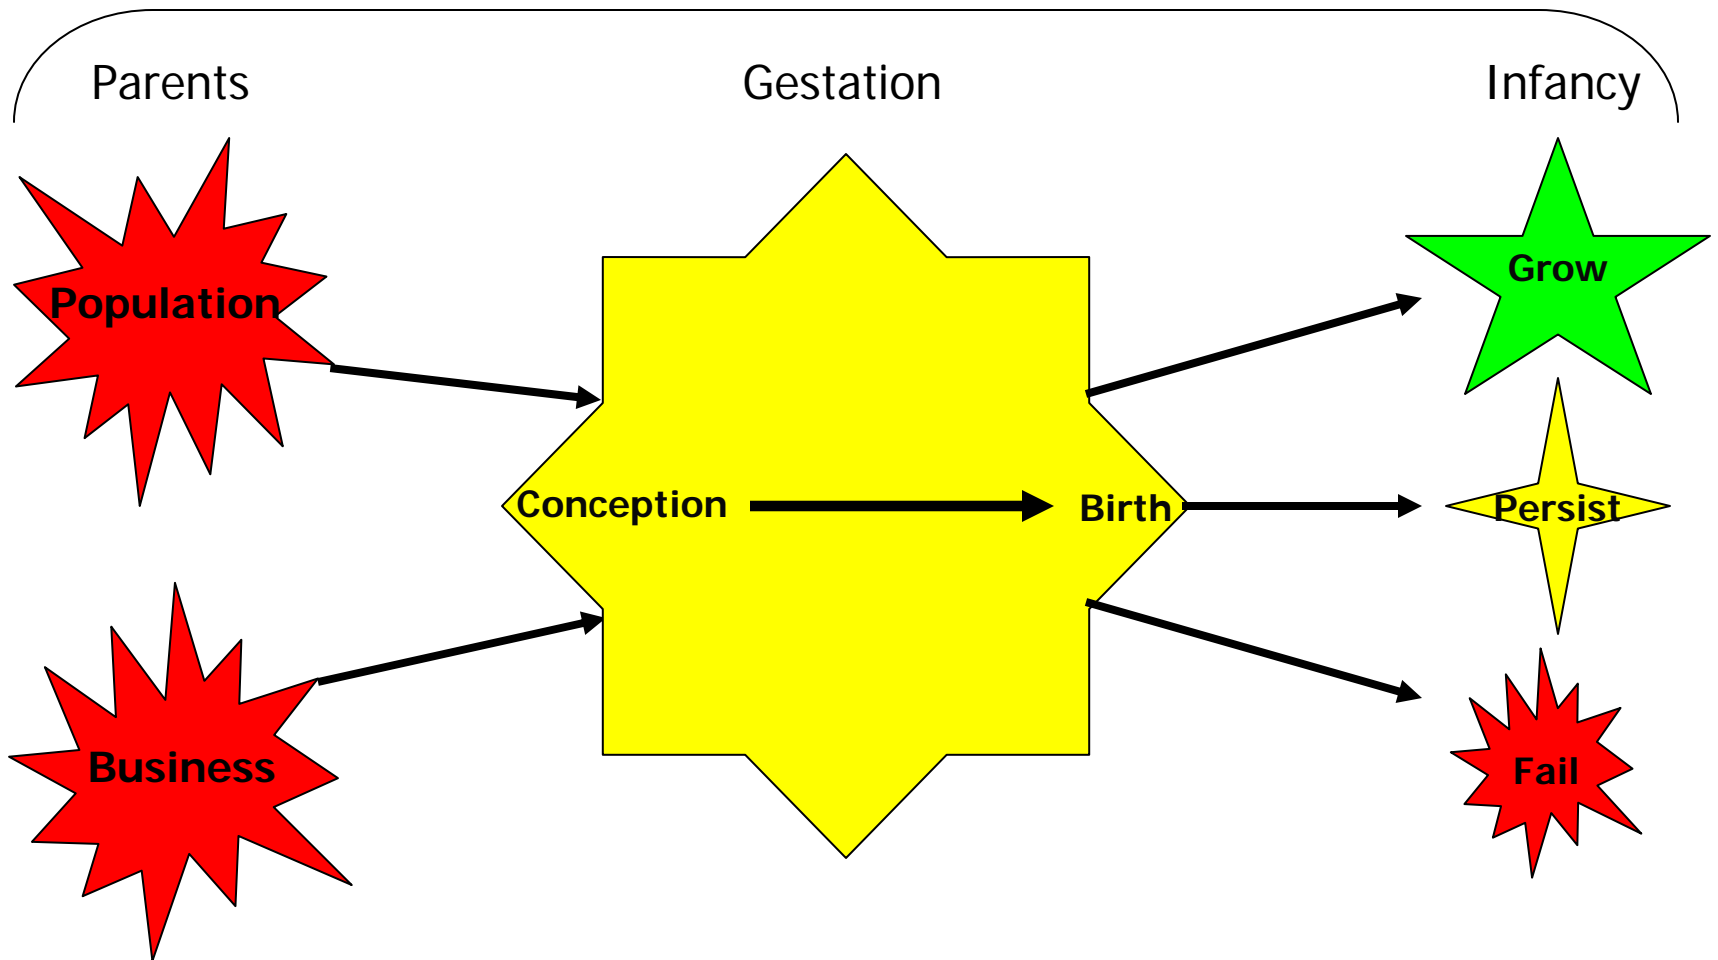 Parents
Gestation
Infancy
Population
Grow
Conception
Birth
Persist
Business
Fail